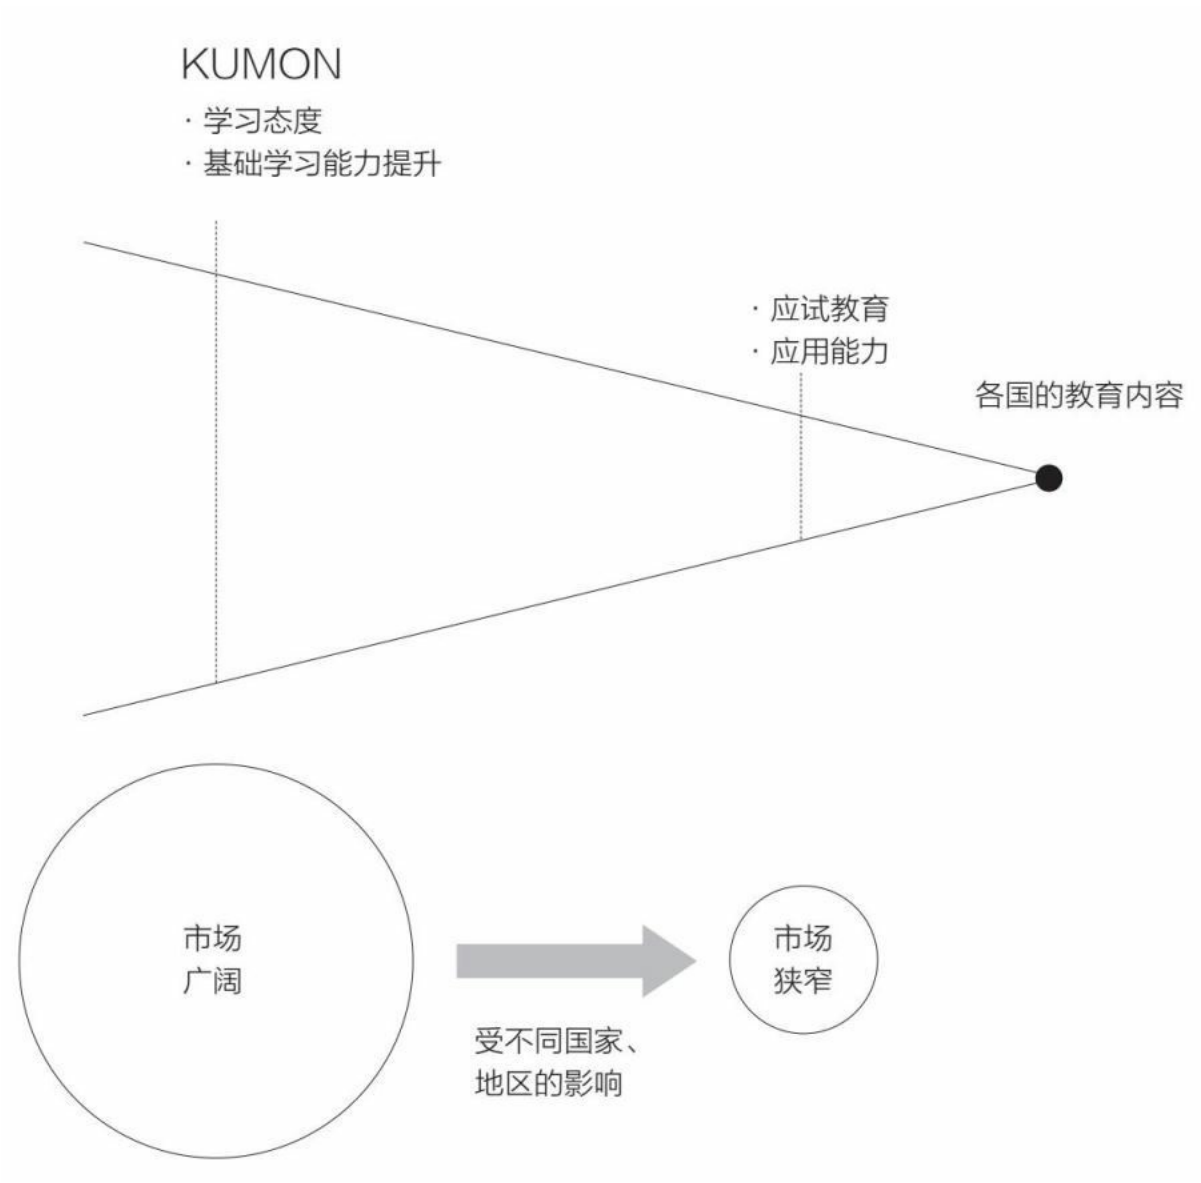 KUMON
· 学习态度
· 基础学习能力提升
· 应试教育
· 应用能力
各国的教育内容
市场
广阔
市场
狭窄
受不同国家、
地区的影响